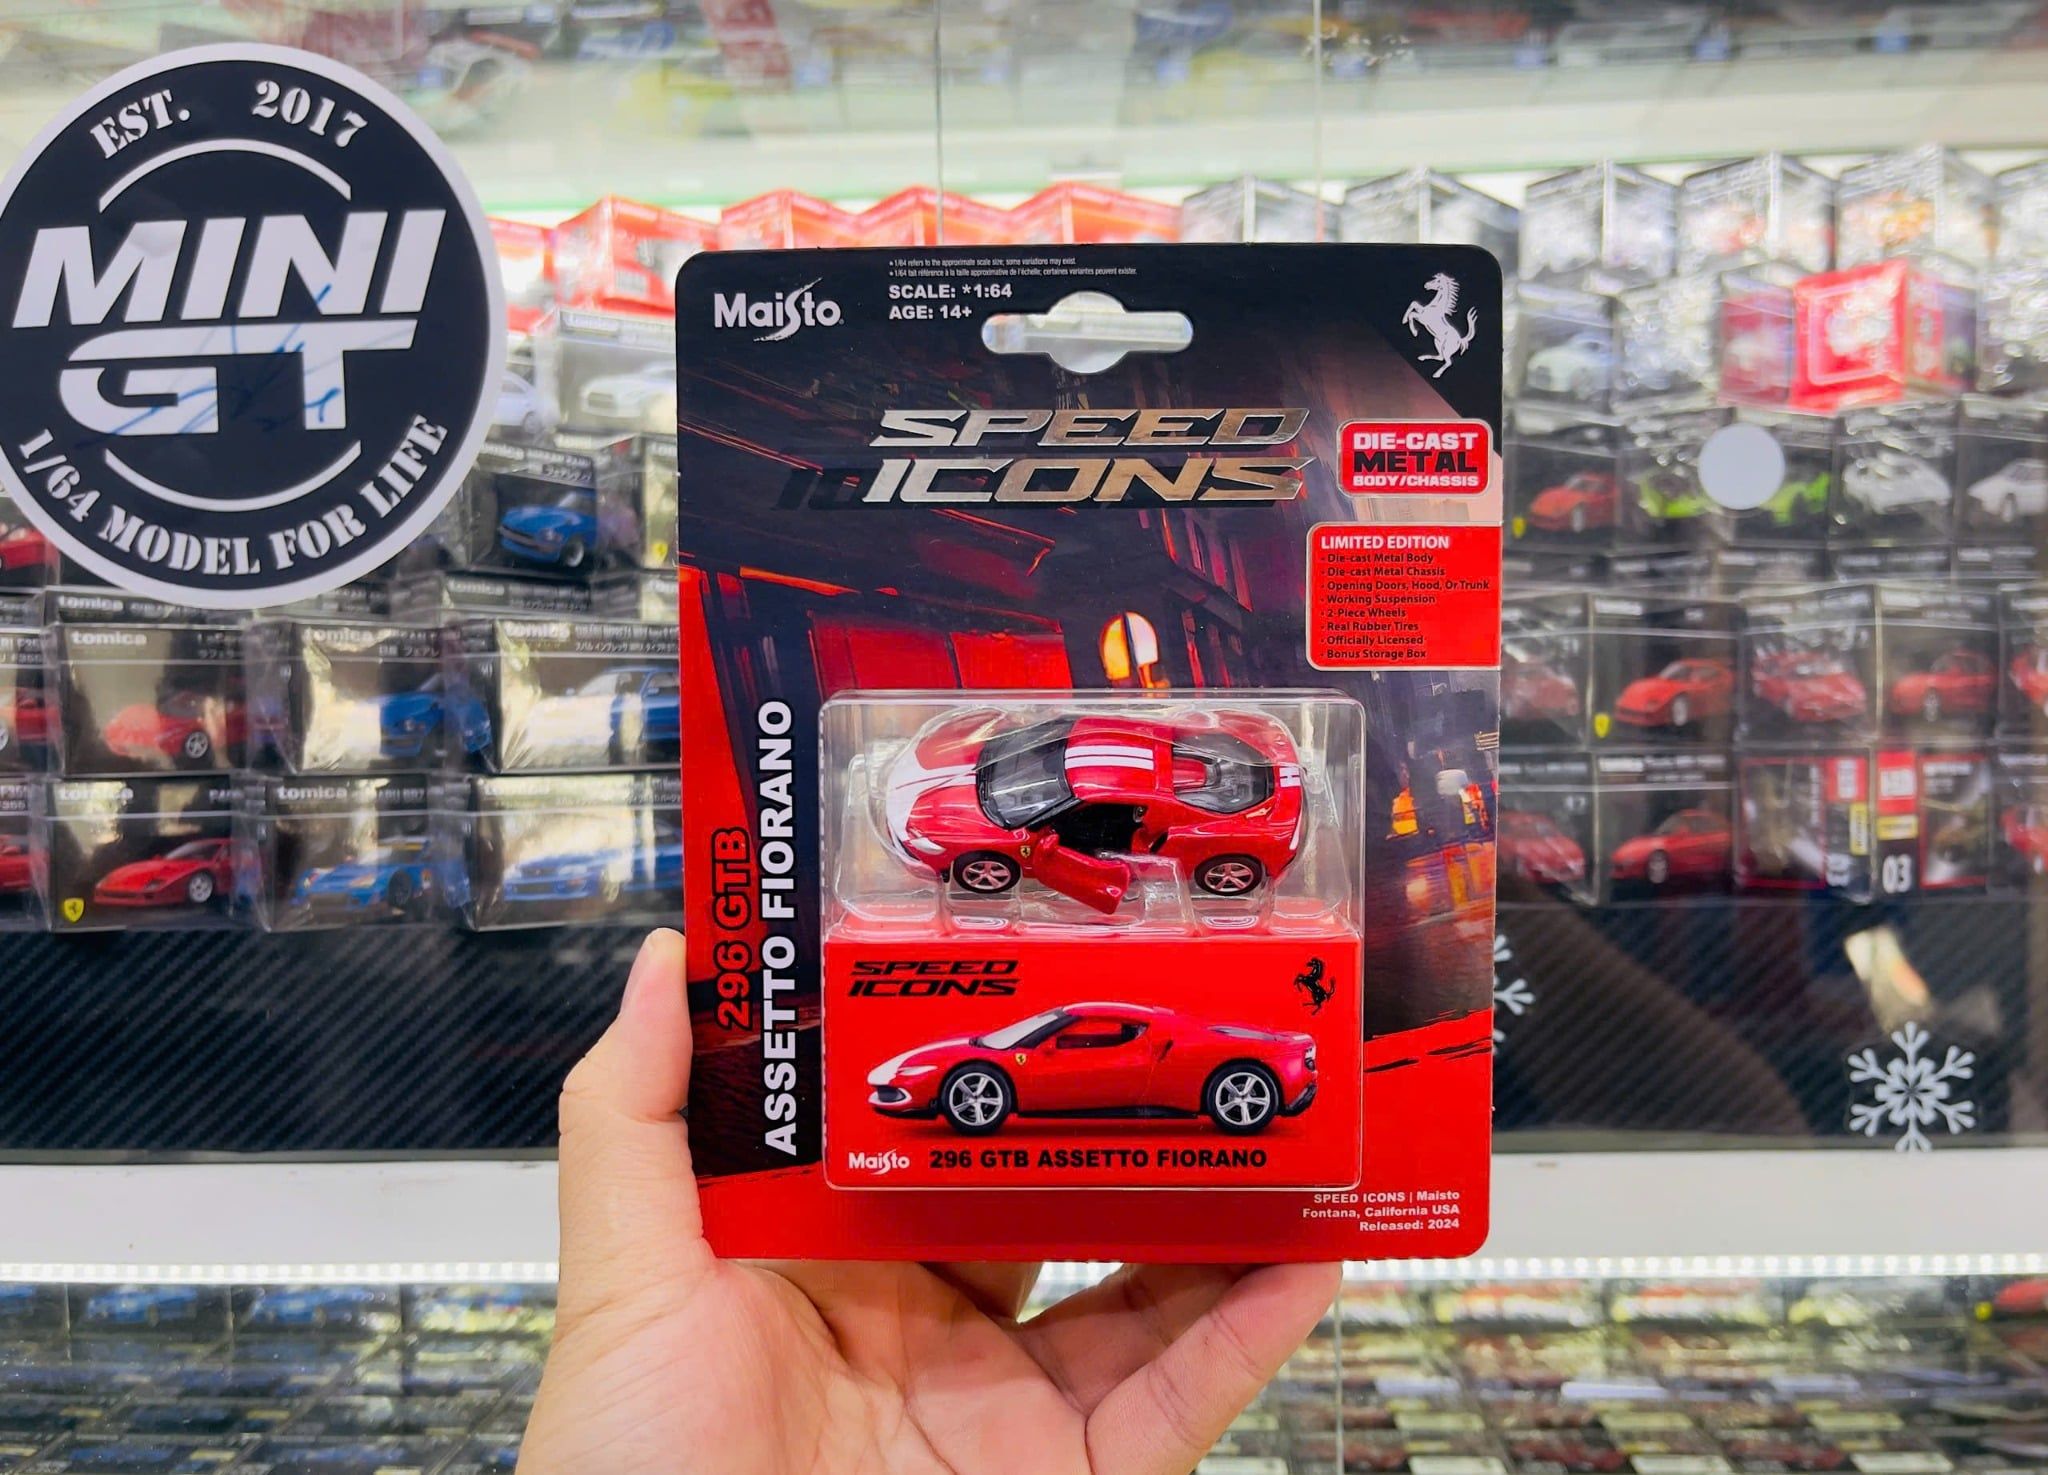 EST. 2017
MINI
GT
1/64 MODEL FOR LIFE
Maisto
* 1/64 refers to the approximate scale size; some variations may exist.
* 1/64 fait référence à la taille approximative de l'échelle; certaines variantes peuvent exister.
SCALE: *1:64
AGE: 14+
SPEED
ICONS
DIE-CAST
METAL
BODY/CHASSIS
LIMITED EDITION
- Die-cast Metal Body
- Die-cast Metal Chassis
- Opening Doors, Hood, Or Trunk
- Working Suspension
- 2-Piece Wheels
- Real Rubber Tires
- Officially Licensed
- Bonus Storage Box
296 GTB
ASSETTO FIORANO
SPEED
ICONS
Maisto
296 GTB ASSETTO FIORANO
SPEED ICONS | Maisto
Fontana, California USA
Released: 2024
tomica
tomica
tomica
tomica
tomica
tomica
tomica
03